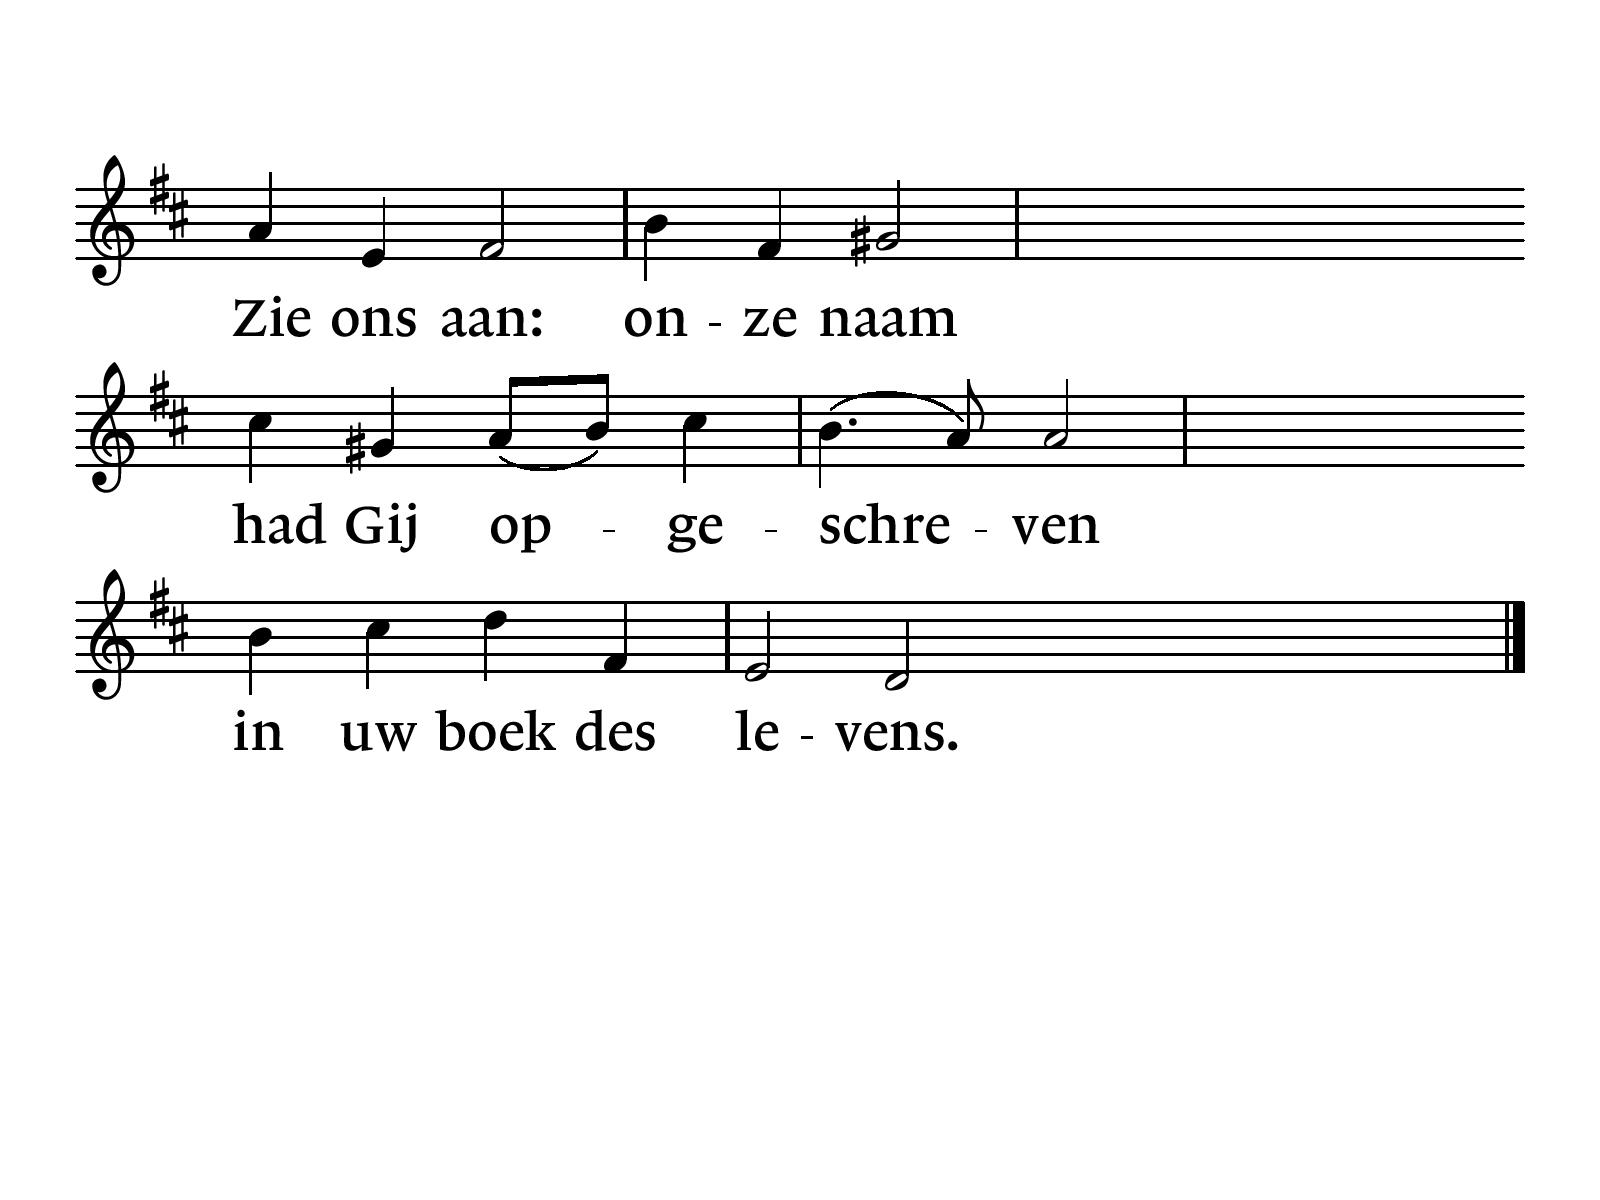 Zie ons aan: on - ze naam
had Gij op - ge - schre - ven
in uw boek des le - vens.